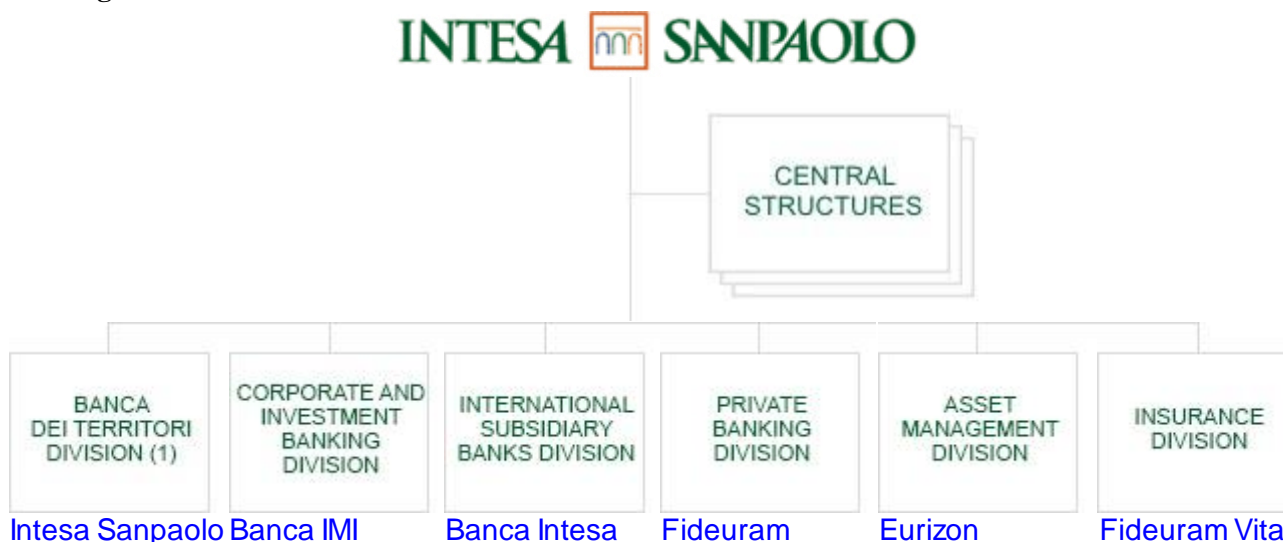 INTESA SANPAOLO
CENTRAL
STRUCTURES
BANCA
DEI TERRITORI
DIVISION (1)
CORPORATE AND
INVESTMENT
BANKING
DIVISION
INTERNATIONAL
SUBSIDIARY
BANKS DIVISION
PRIVATE
BANKING
DIVISION
ASSET
MANAGEMENT
DIVISION
INSURANCE
DIVISION
Intesa Sanpaolo
Banca IMI
Banca Intesa
Fideuram
Eurizon
Fideuram Vita